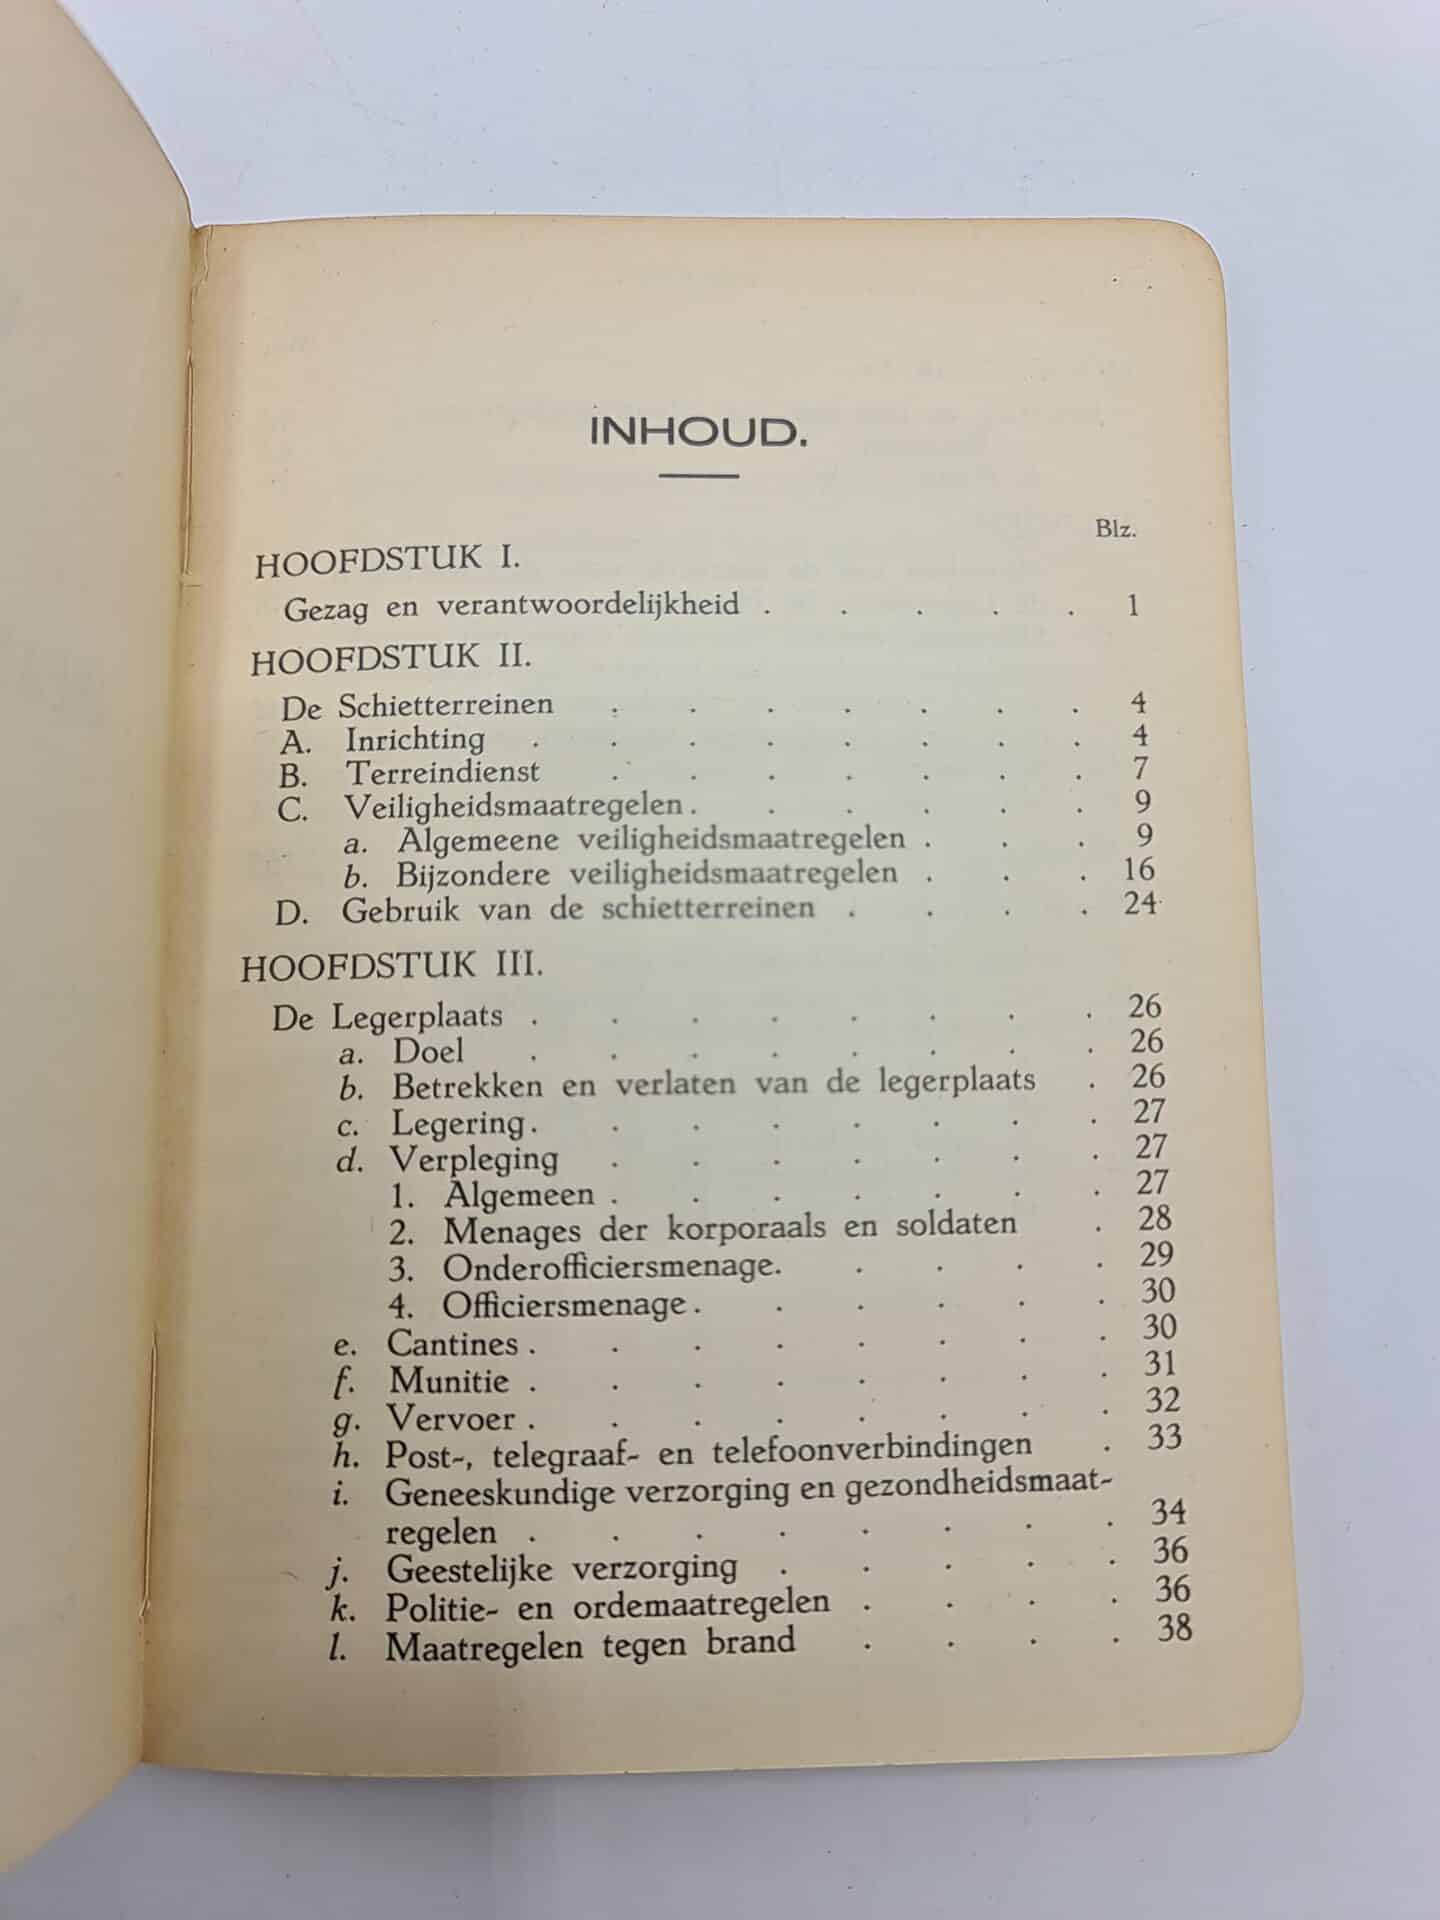 INHOUD.
Blz.
HOOFDSTUK I.
Gezag en verantwoordelijkheid . . . . . 1
HOOFDSTUK II.
De Schietterreinen . . . . . . . 4
A. Inrichting . . . . . . . . 4
B. Terreindienst . . . . . . . 7
C. Veiligheidsmaatregelen . . . . . . 9
a. Algemeene veiligheidsmaatregelen . . . 9
b. Bijzondere veiligheidsmaatregelen . . . 16
D. Gebruik van de schietterreinen . . . . 24
HOOFDSTUK III.
De Legerplaats . . . . . . . . 26
a. Doel . . . . . . . . 26
b. Betrekken en verlaten van de legerplaats . 26
c. Legering . . . . . . . . 27
d. Verpleging . . . . . . . 27
1. Algemeen . . . . . . . 27
2. Menages der korporaals en soldaten . 28
3. Onderofficiersmenage . . . . . 29
4. Officiersmenage . . . . . . 30
e. Cantines . . . . . . . . 30
f. Munitie . . . . . . . . 31
g. Vervoer . . . . . . . . 32
h. Post-, telegraaf- en telefoonverbindingen . 33
i. Geneeskundige verzorging en gezondheidsmaat-
regelen . . . . . . . . 34
j. Geestelijke verzorging . . . . . 36
k. Politie- en ordemaatregelen . . . . 36
l. Maatregelen tegen brand . . . . 38